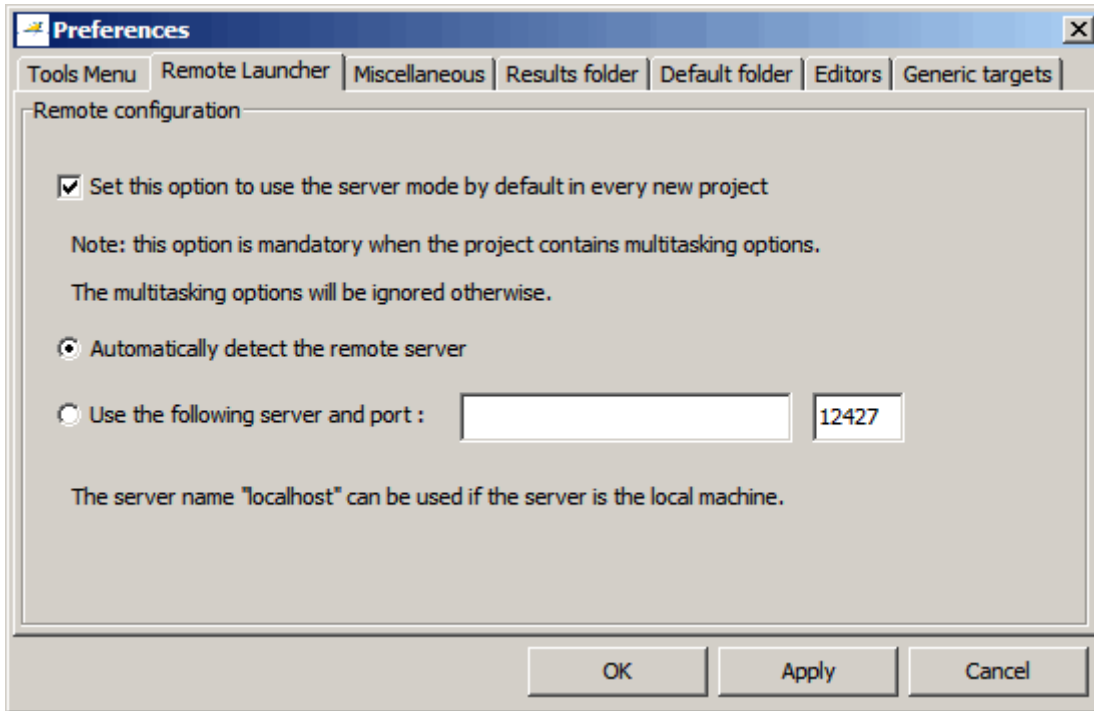 Preferences
Tools Menu Remote Launcher Miscellaneous Results folder Default folder Editors Generic targets
Remote configuration
Set this option to use the server mode by default in every new project
Note: this option is mandatory when the project contains multitasking options.
The multitasking options will be ignored otherwise.
Automatically detect the remote server
Use the following server and port : 12427
The server name "localhost" can be used if the server is the local machine.
OK Apply Cancel